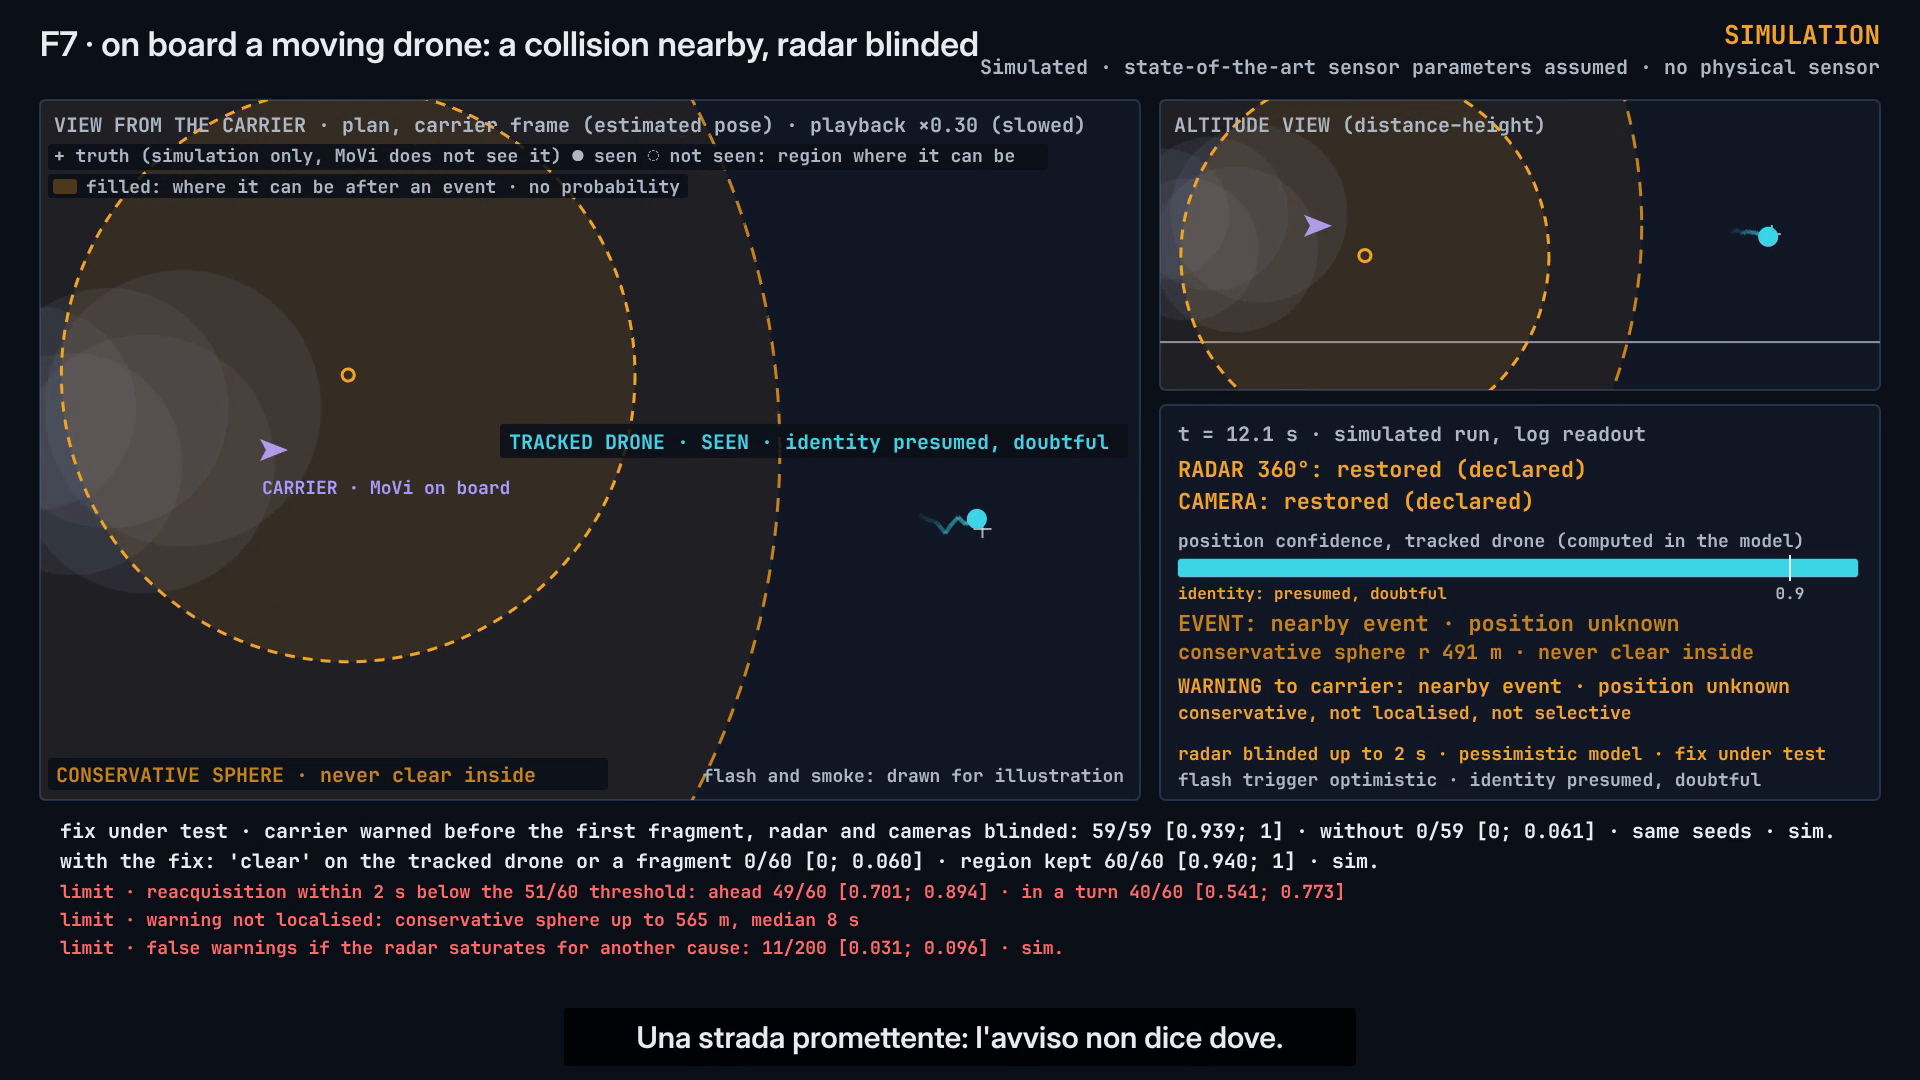 F7 · on board a moving drone: a collision nearby, radar blinded
SIMULATION
Simulated · state-of-the-art sensor parameters assumed · no physical sensor
VIEW FROM THE CARRIER · plan, carrier frame (estimated pose) · playback ×0.30 (slowed)
+ truth (simulation only, MoVi does not see it) ● seen ◌ not seen: region where it can be
filled: where it can be after an event · no probability
TRACKED DRONE · SEEN · identity presumed, doubtful
CARRIER · MoVi on board
CONSERVATIVE SPHERE · never clear inside
flash and smoke: drawn for illustration
ALTITUDE VIEW (distance-height)
t = 12.1 s · simulated run, log readout
RADAR 360°: restored (declared)
CAMERA: restored (declared)
position confidence, tracked drone (computed in the model)
identity: presumed, doubtful
0.9
EVENT: nearby event · position unknown
conservative sphere r 491 m · never clear inside
WARNING to carrier: nearby event · position unknown
conservative, not localised, not selective
radar blinded up to 2 s · pessimistic model · fix under test
flash trigger optimistic · identity presumed, doubtful
fix under test · carrier warned before the first fragment, radar and cameras blinded: 59/59 [0.939; 1] · without 0/59 [0; 0.061] · same seeds · sim.
with the fix: 'clear' on the tracked drone or a fragment 0/60 [0; 0.060] · region kept 60/60 [0.940; 1] · sim.
limit · reacquisition within 2 s below the 51/60 threshold: ahead 49/60 [0.701; 0.894] · in a turn 40/60 [0.541; 0.773]
limit · warning not localised: conservative sphere up to 565 m, median 8 s
limit · false warnings if the radar saturates for another cause: 11/200 [0.031; 0.096] · sim.
Una strada promettente: l'avviso non dice dove.